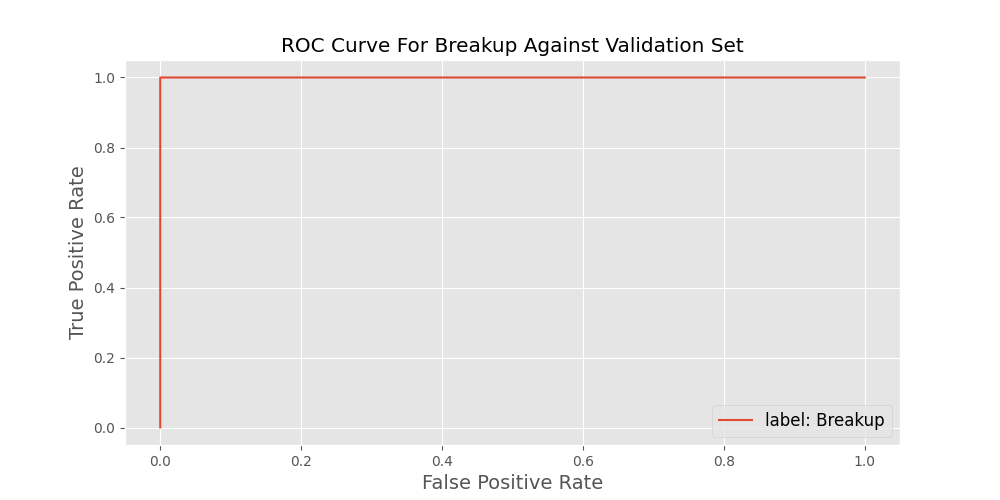 ROC Curve For Breakup Against Validation Set
True Positive Rate
1.0
0.8
0.6
0.4
0.2
0.0
label: Breakup
0.0 0.2 0.4 0.6 0.8 1.0
False Positive Rate